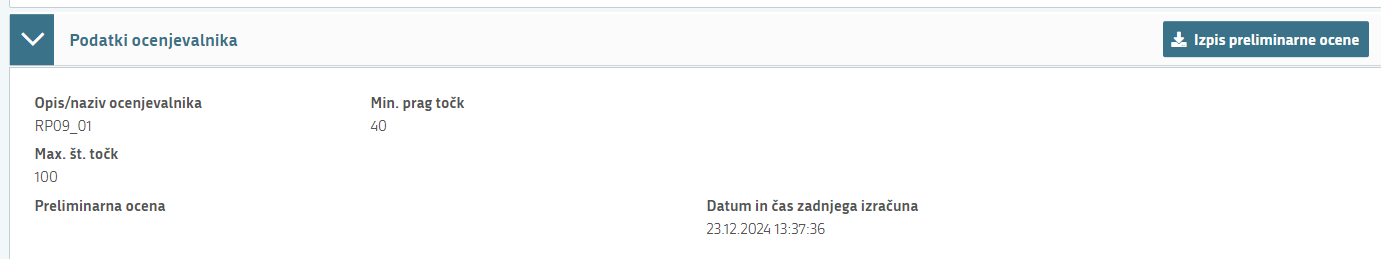 Podatki ocenjevalnika
Izpis preliminarne ocene
Opis/naziv ocenjevalnika
RP09_01
Min. prag točk
40
Max. št. točk
100
Preliminarna ocena
Datum in čas zadnjega izračuna
23.12.2024 13:37:36